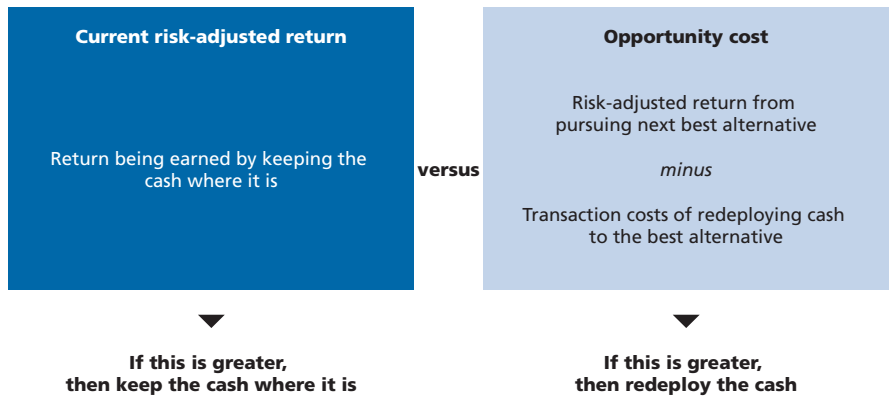 Current risk-adjusted return
Return being earned by keeping the
cash where it is
versus
Opportunity cost
Risk-adjusted return from
pursuing next best alternative
minus
Transaction costs of redeploying cash
to the best alternative
If this is greater,
then keep the cash where it is
If this is greater,
then redeploy the cash